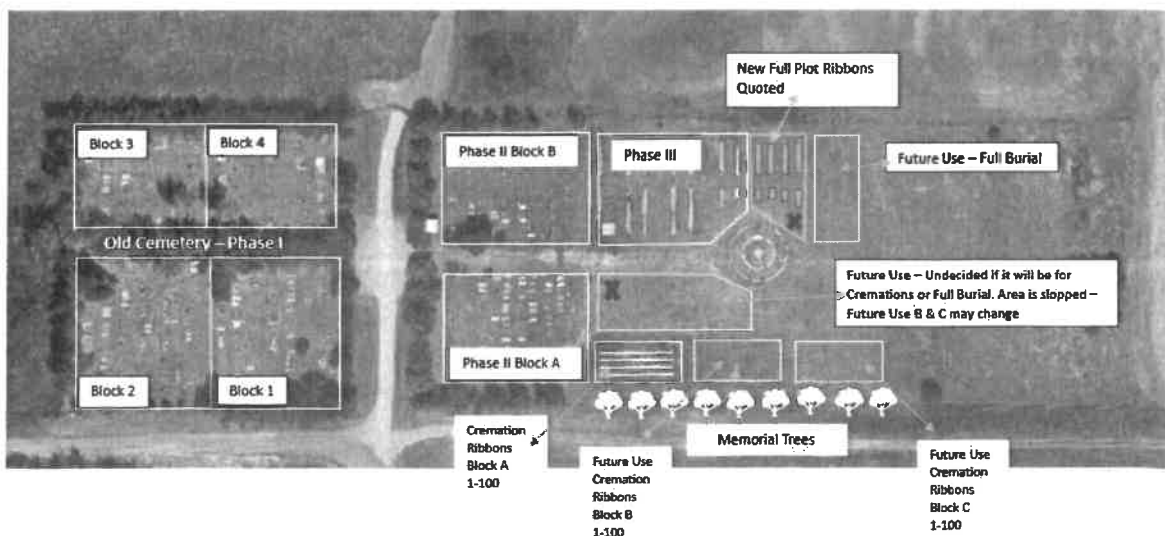 New Full Plot Ribbons
Quoted
Block 3
Block 4
Phase II Block B
Phase III
Future Use – Full Burial
Old Cemetery – Phase I
Future Use – Undecided if it will be for
Cremations or Full Burial. Area is slopped –
Future Use B & C may change
Block 2
Block 1
Phase II Block A
Cremation
Ribbons
Block A
1-100
Future Use
Cremation
Ribbons
Block B
1-100
Memorial Trees
Future Use
Cremation
Ribbons
Block C
1-100